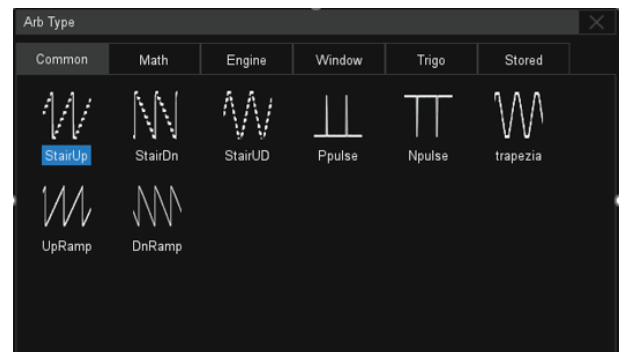 Arb Type
Common Math Engine Window Trigo Stored
StairUp StairDn StairUD Ppulse Npulse trapezia
UpRamp DnRamp